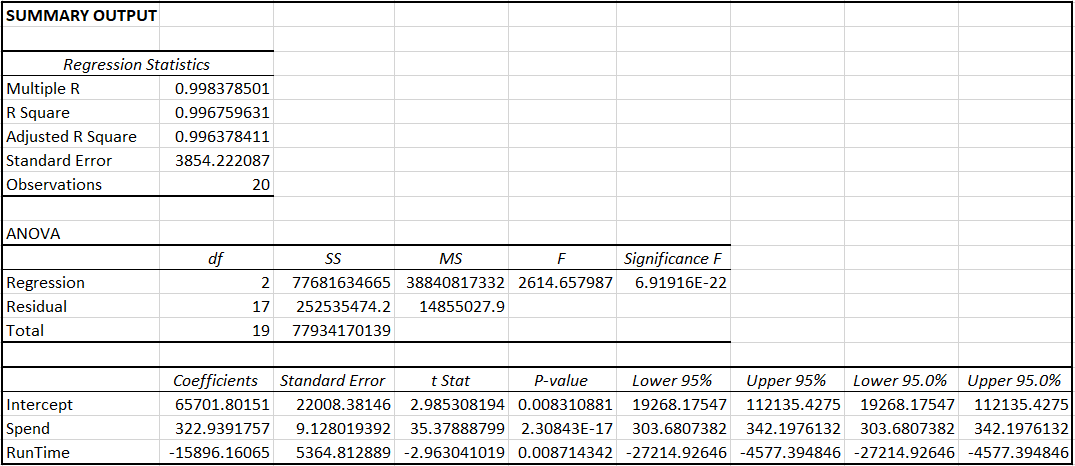 SUMMARY OUTPUT
Regression Statistics
Multiple R 0.998378501
R Square 0.996759631
Adjusted R Square 0.996378411
Standard Error 3854.222087
Observations 20
ANOVA
df SS MS F Significance F
Regression 2 77681634665 38840817332 2614.657987 6.91916E-22
Residual 17 252535474.2 14855027.9
Total 19 77934170139
Coefficients Standard Error t Stat P-value Lower 95% Upper 95% Lower 95.0% Upper 95.0%
Intercept 65701.80151 22008.38146 2.985308194 0.008310881 19268.17547 112135.4275 19268.17547 112135.4275
Spend 322.9391757 9.128019392 35.37888799 2.30843E-17 303.6807382 342.1976132 303.6807382 342.1976132
RunTime -15896.16065 5364.812889 -2.963041019 0.008714342 -27214.92646 -4577.394846 -27214.92646 -4577.394846